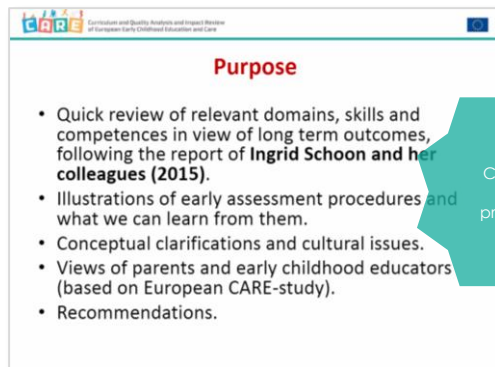 CARE Curriculum and Quality Analysis and Impact Review
of European Early Childhood Education and Care
Purpose
• Quick review of relevant domains, skills and
competences in view of long term outcomes,
following the report of Ingrid Schoon and her
colleagues (2015).
• Illustrations of early assessment procedures and
what we can learn from them.
• Conceptual clarifications and cultural issues.
• Views of parents and early childhood educators
(based on European CARE-study).
• Recommendations.